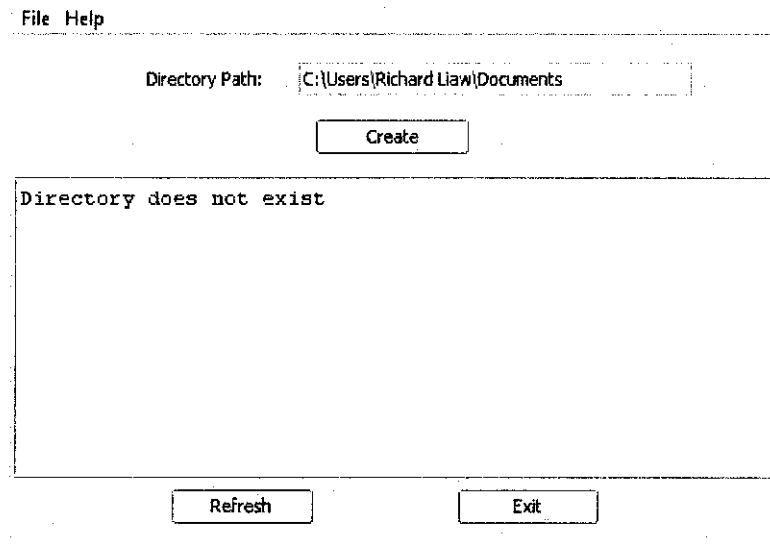 File Help
Directory Path: C:\Users\Richard Liaw\Documents
Create
Directory does not exist
Refresh Exit